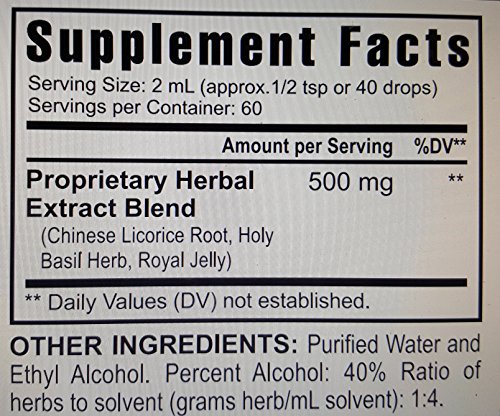 Supplement Facts
Serving Size: 2 mL (approx.1/2 tsp or 40 drops)
Servings per Container: 60
Amount per Serving %DV**
Proprietary Herbal 500 mg **
Extract Blend
(Chinese Licorice Root, Holy
Basil Herb, Royal Jelly)
** Daily Values (DV) not established.
OTHER INGREDIENTS: Purified Water and
Ethyl Alcohol. Percent Alcohol: 40% Ratio of
herbs to solvent (grams herb/mL solvent): 1:4.